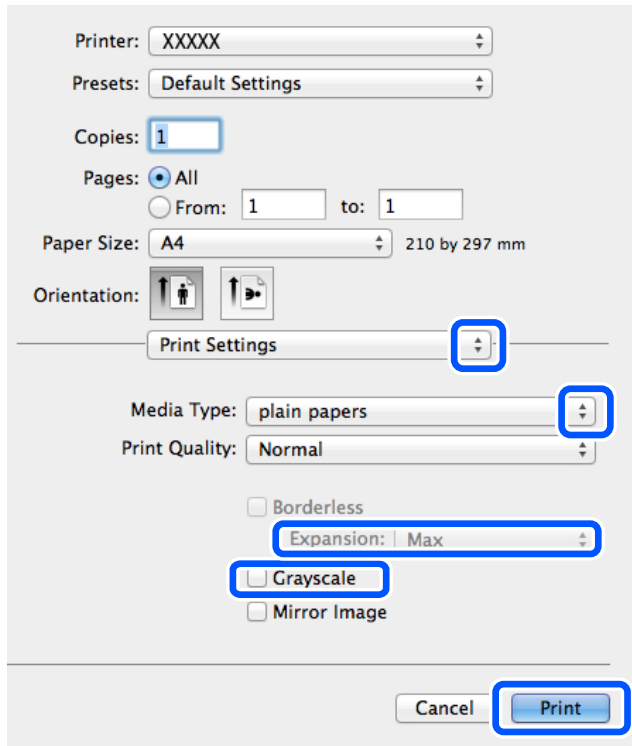 Printer: XXXXX
Presets: Default Settings
Copies: 1
Pages: All
From: 1 to: 1
Paper Size: A4 210 by 297 mm
Orientation:
Print Settings
Media Type: plain papers
Print Quality: Normal
Borderless
Expansion: Max
Grayscale
Mirror Image
Cancel Print